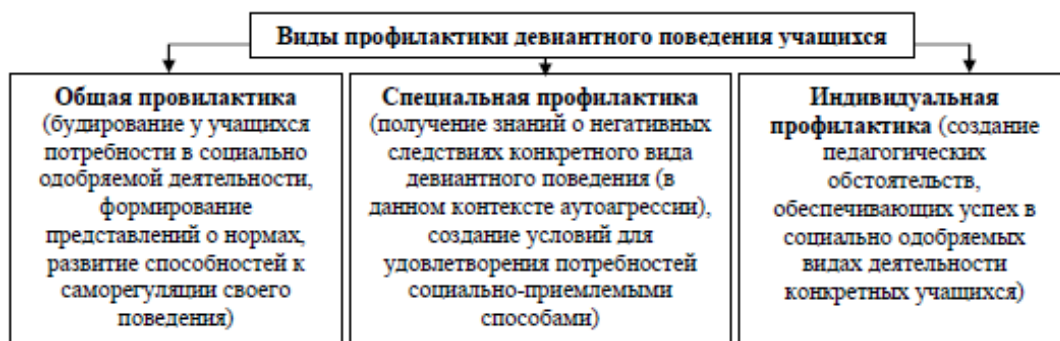 Виды профилактики девиантного поведения учащихся
Общая провилактика
(будирование у учащихся
потребности в социально
одобряемой деятельности,
формирование
представлений о нормах,
развитие способностей к
саморегуляции своего
поведения)
Специальная профилактика
(получение знаний о негативных
следствиях конкретного вида
девиантного поведения (в
данном контексте аутоагрессии),
создание условий для
удовлетворения потребностей
социально-приемлемыми
способами)
Индивидуальная
профилактика (создание
педагогических
обстоятельств,
обеспечивающих успех в
социально одобряемых
видах деятельности
конкретных учащихся)